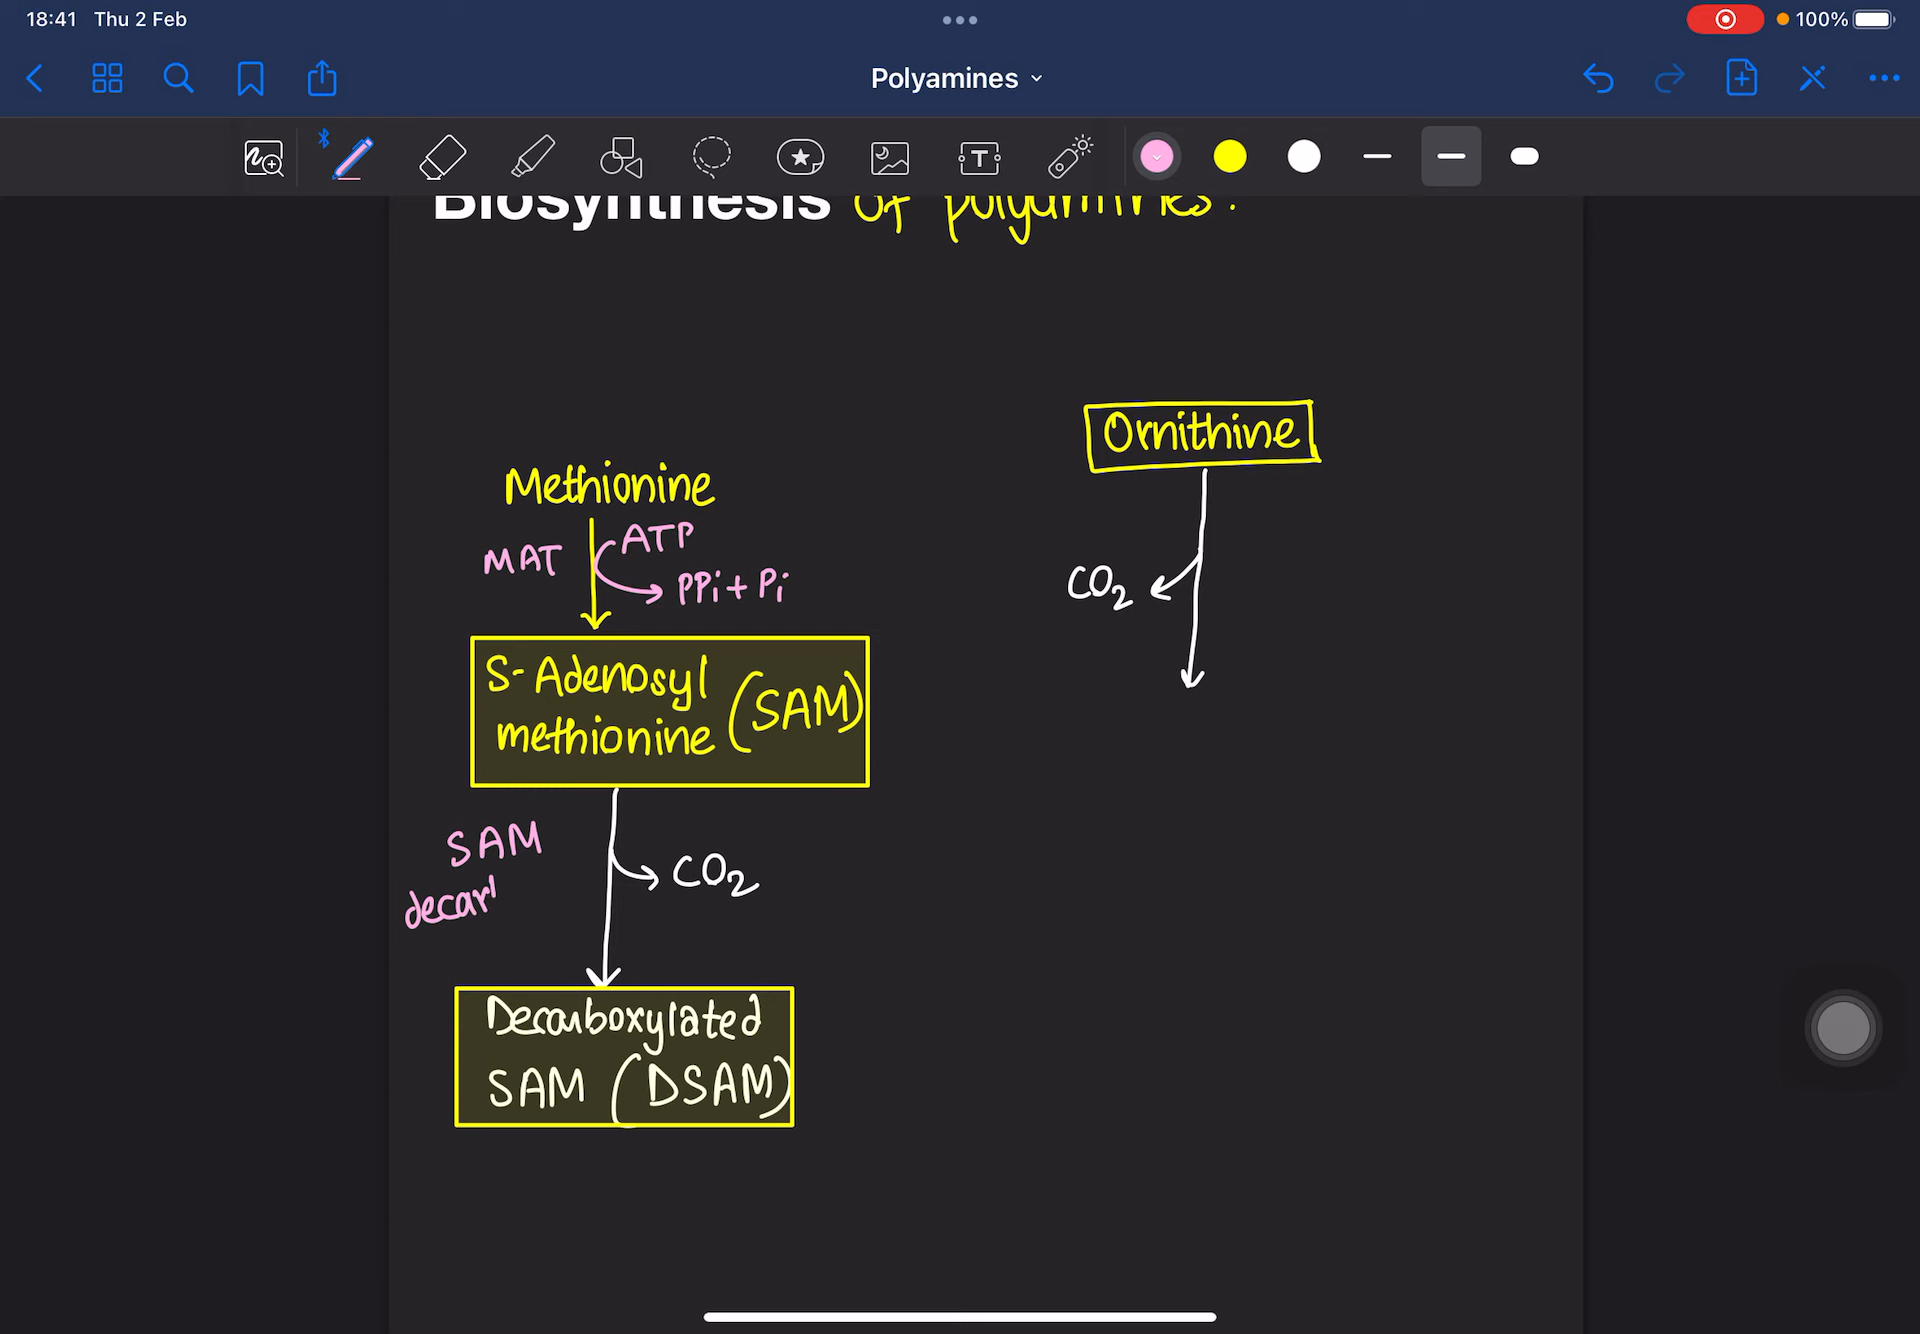 18:41 Thu 2 Feb
100%
Polyamines
Biosynthesis of polyamines:
Ornithine
Methionine
MAT
ATP
PPi + Pi
CO2
S-Adenosyl
methionine (SAM)
SAM
decar
CO2
Decarboxylated
SAM (DSAM)